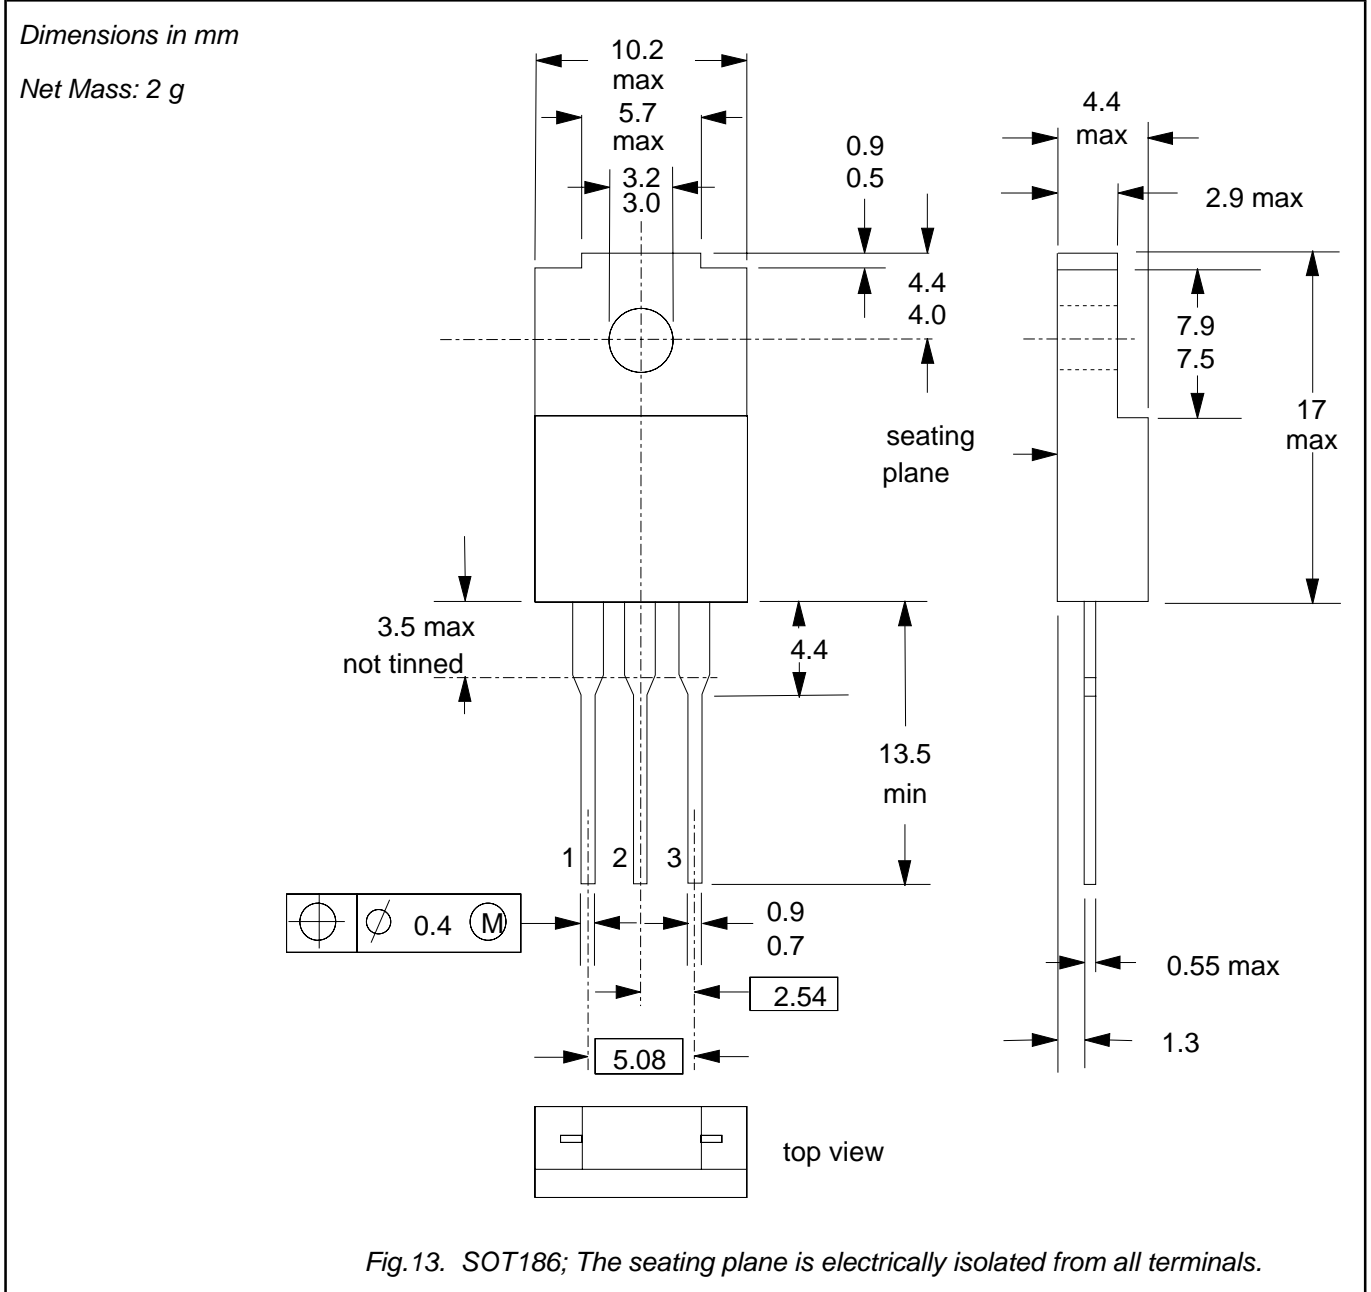 Dimensions in mm
Net Mass: 2 g
10.2
max
5.7
max
3.2
3.0
0.9
0.5
4.4
4.0
4.4
max
2.9 max
7.9
7.5
17
max
seating
plane
3.5 max
not tinned
4.4
13.5
min
1 2 3
0.4 M
0.9
0.7
2.54
5.08
0.55 max
1.3
top view
Fig.13. SOT186; The seating plane is electrically isolated from all terminals.